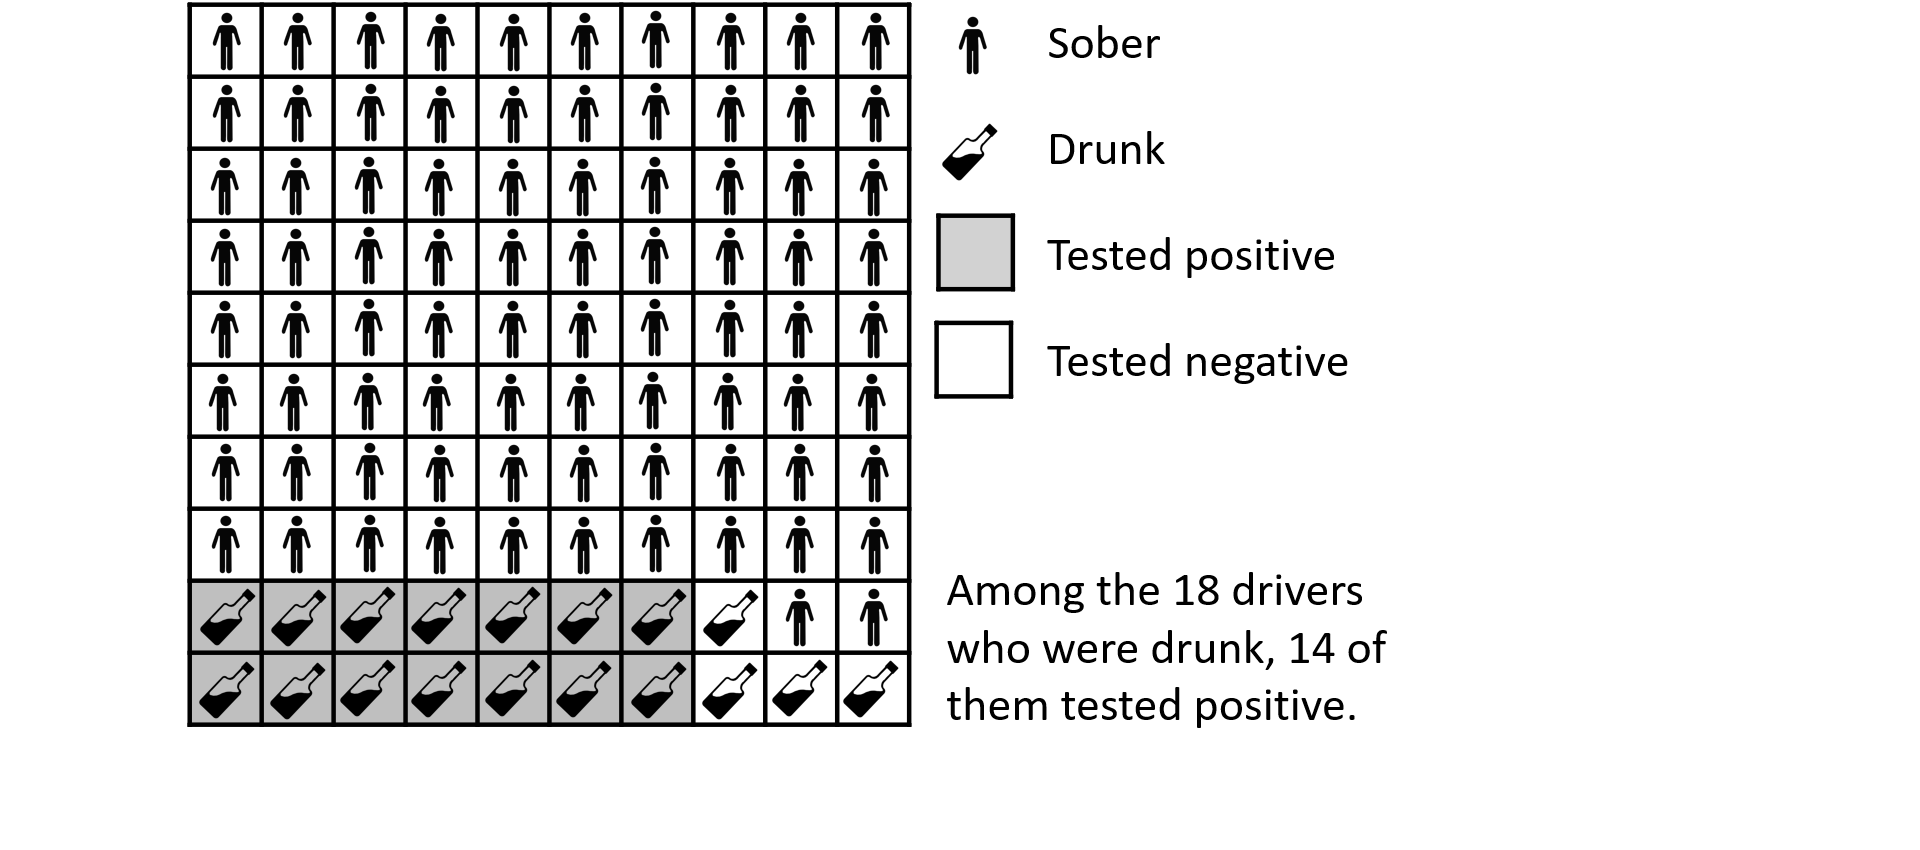 Sober
Drunk
Tested positive
Tested negative
Among the 18 drivers
who were drunk, 14 of
them tested positive.